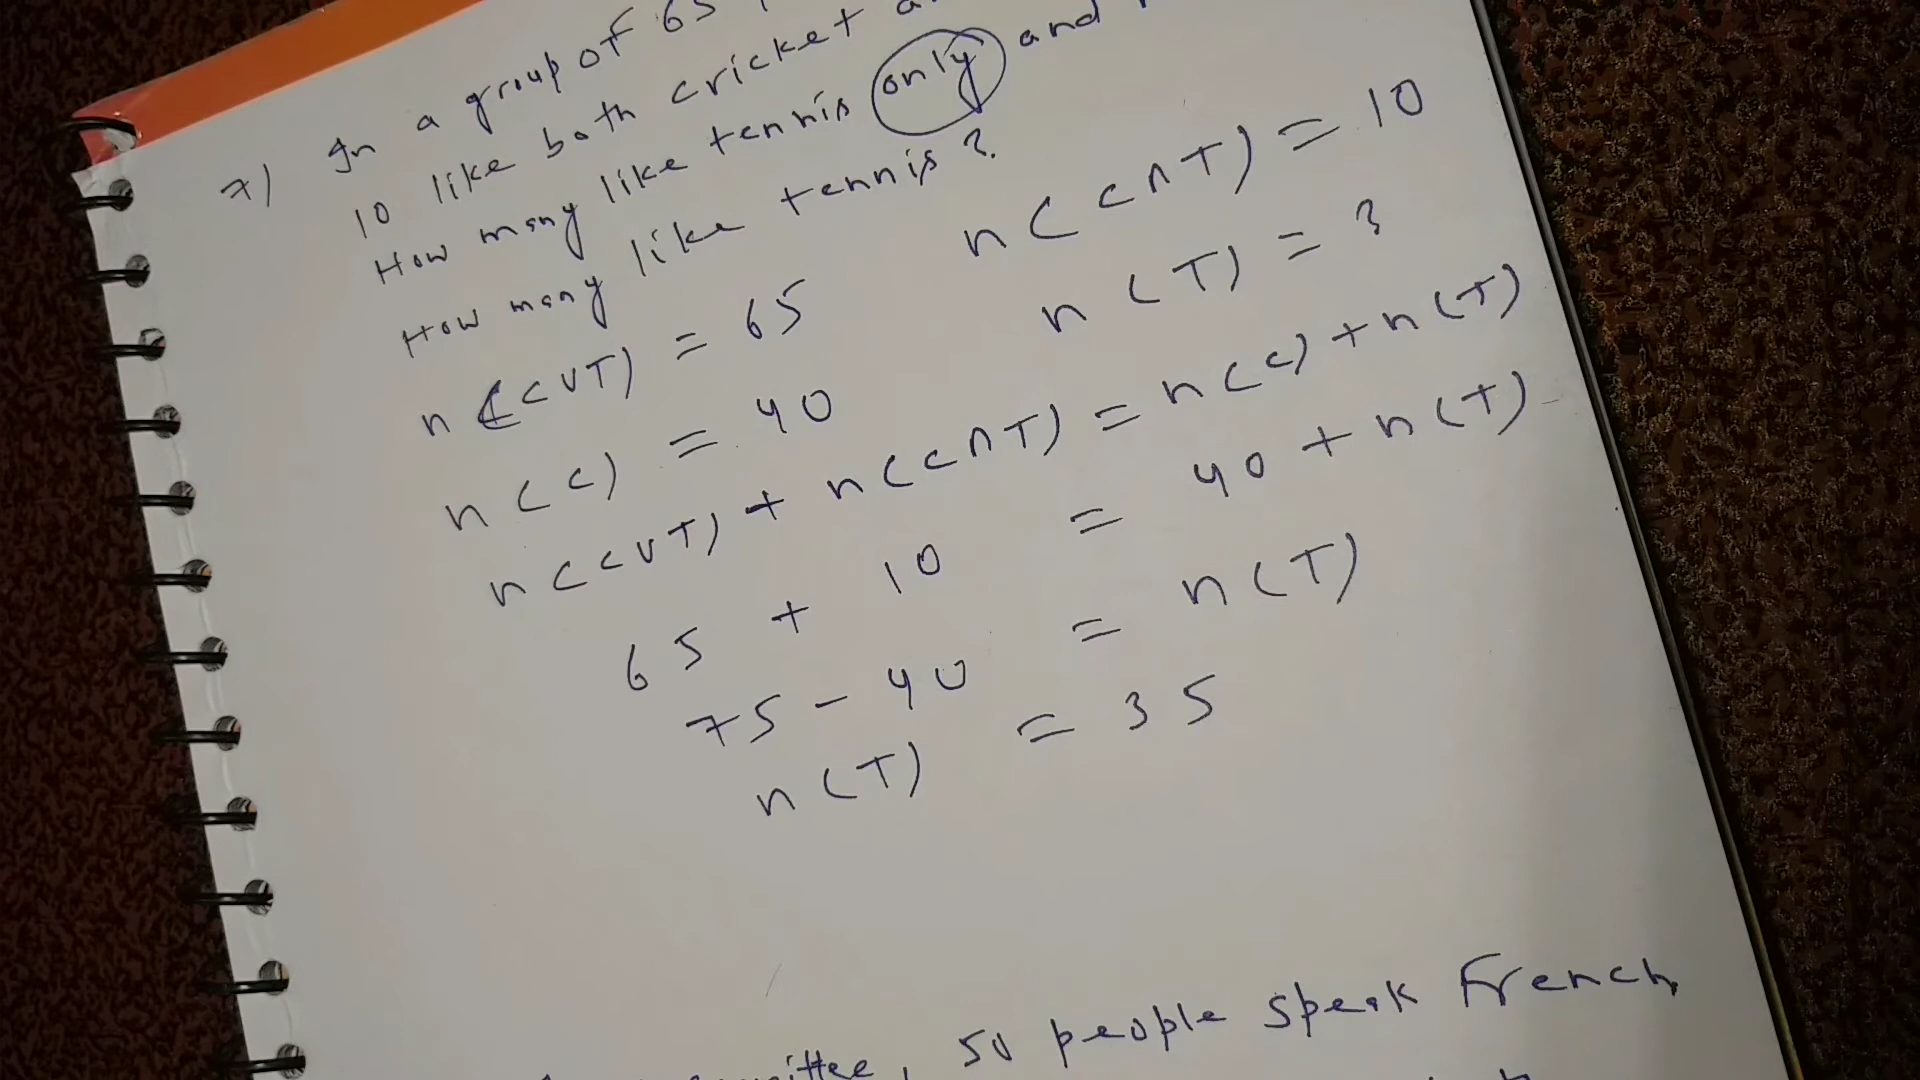 7) In a group of 65
10 like both cricket
How many like tennis only and
How many like tennis?
n(C∪T) = 65 n(C∩T) = 10
n(C) = 40 n(T) = ?
n(C∪T) + n(C∩T) = n(C) + n(T)
65 + 10 = 40 + n(T)
75 - 40 = n(T)
n(T) = 35
50 people speak French,